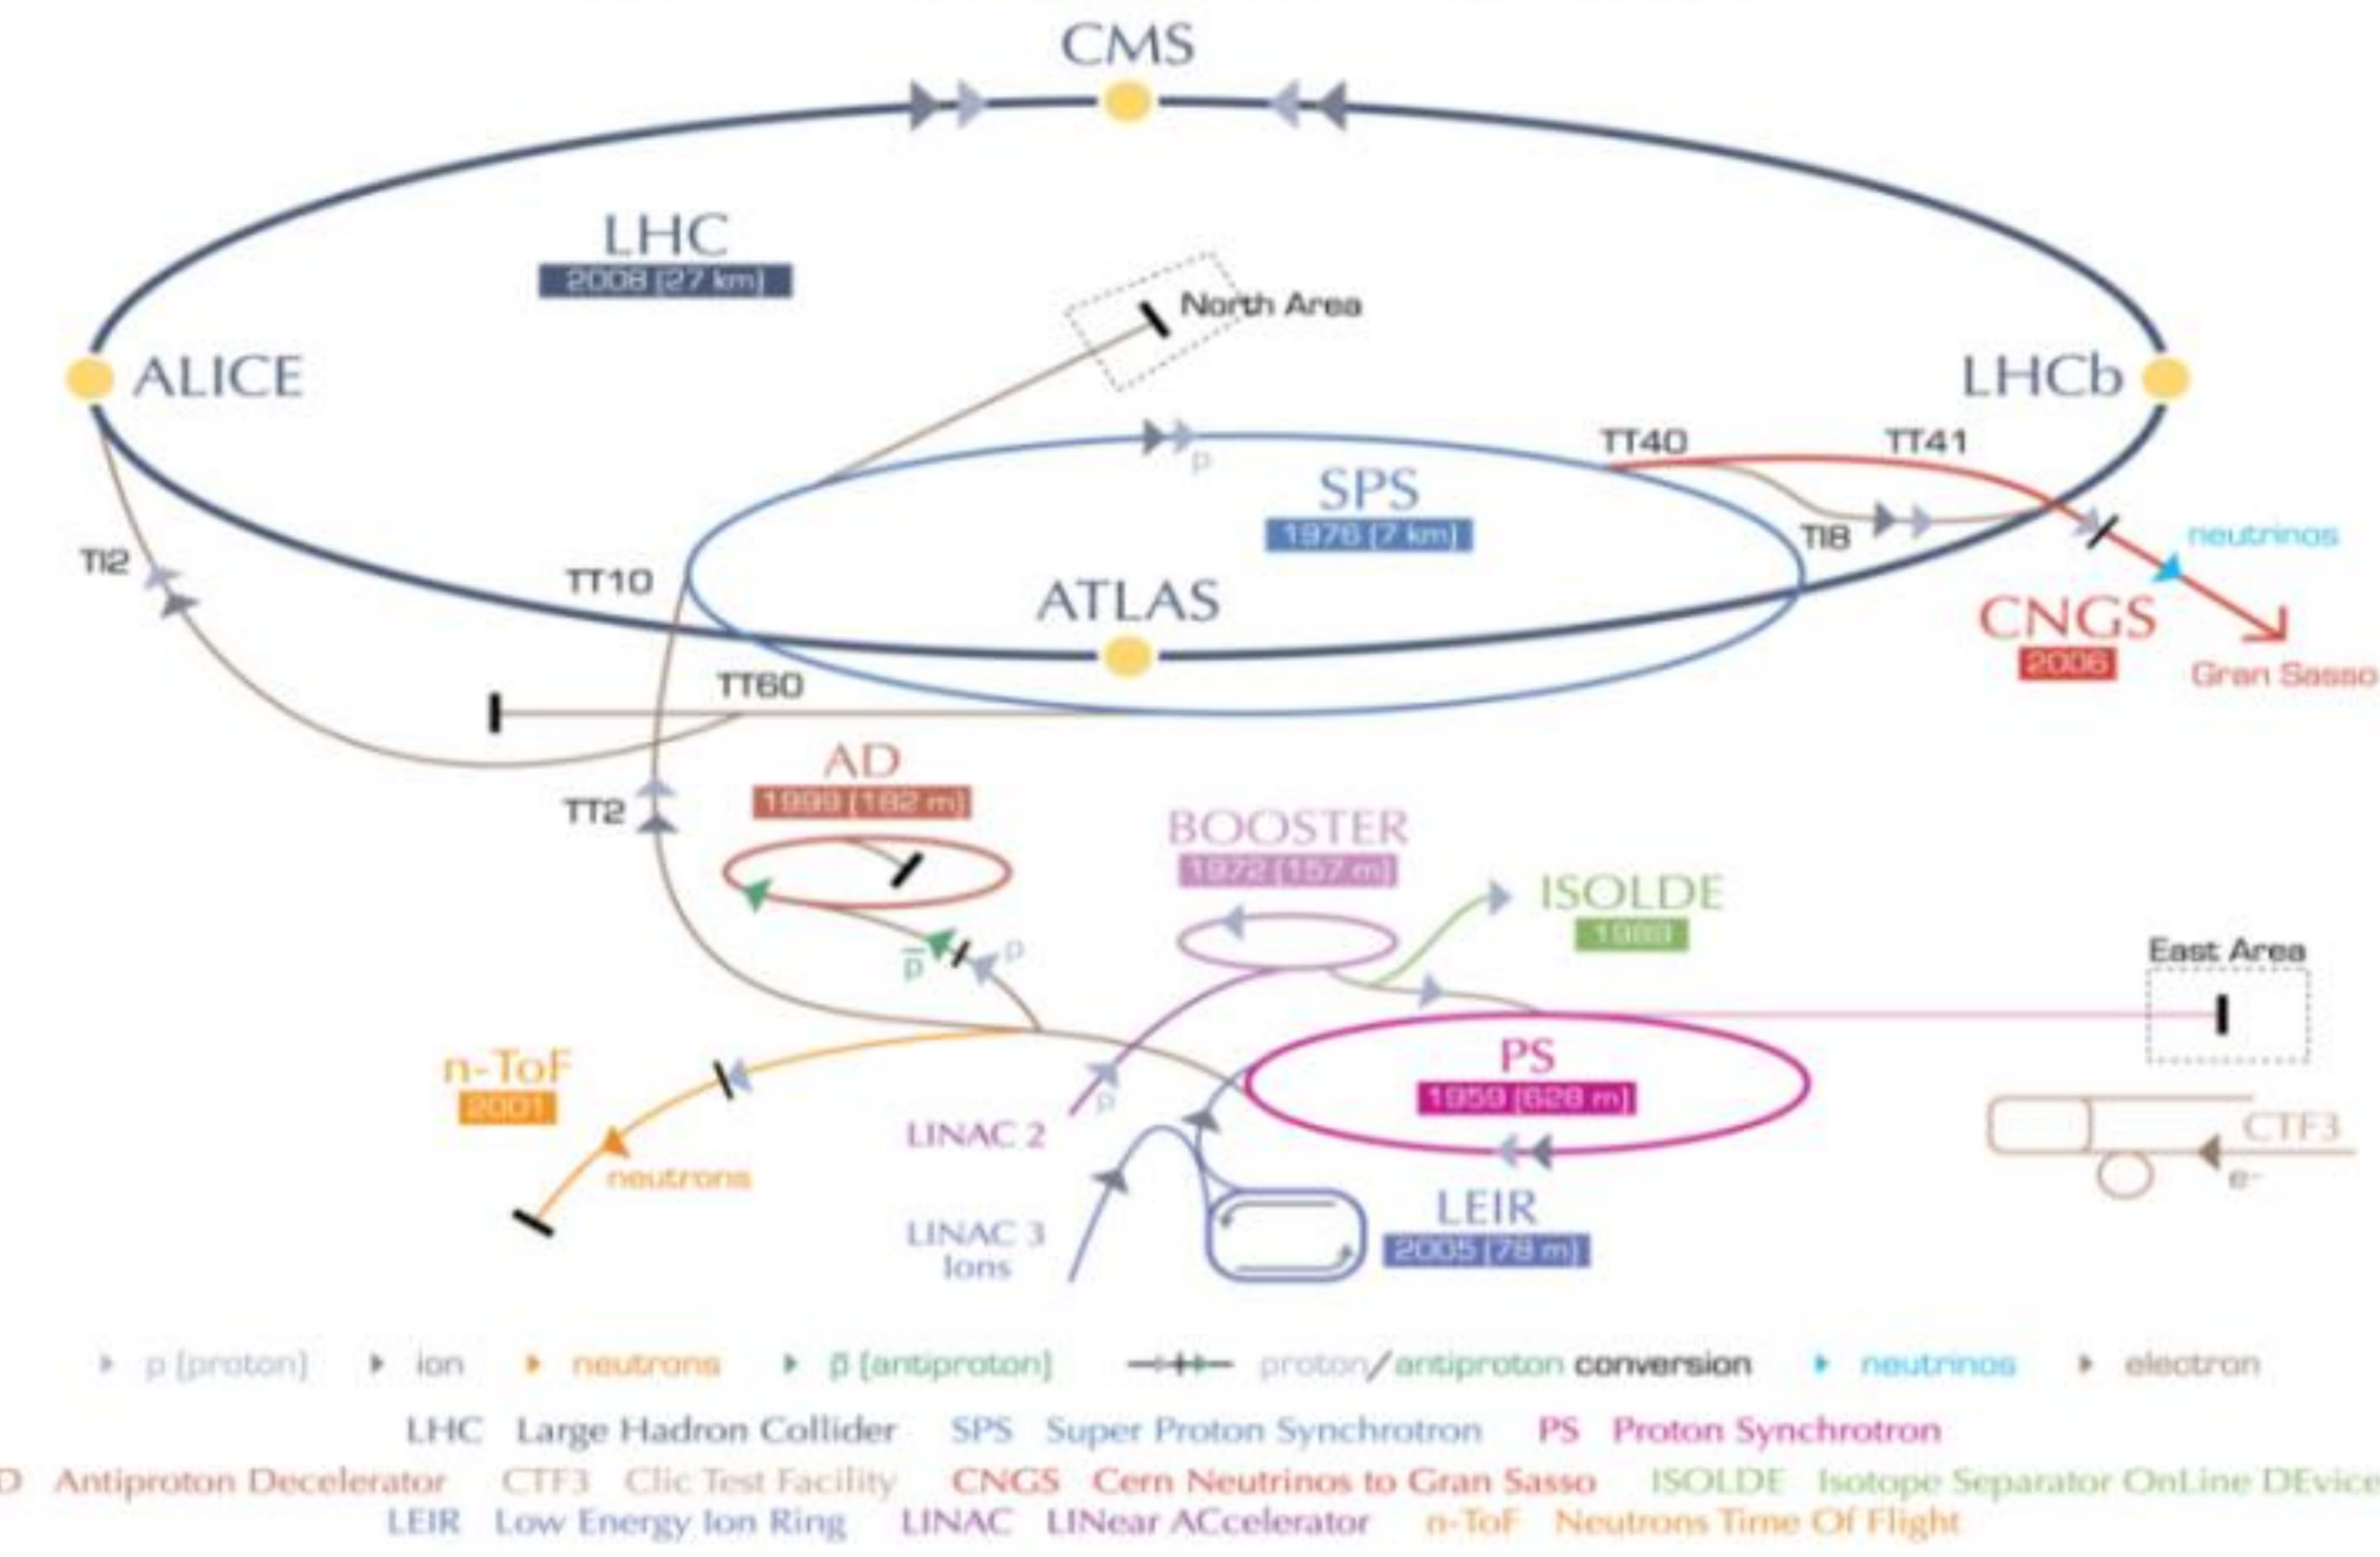 CMS
LHC
2008 (27 km)
North Area
ALICE
LHCb
TT40
TT41
p
SPS
1976 (7 km)
TI8
neutrinos
TI2
TT10
ATLAS
CNGS
2006
Gran Sasso
TT60
AD
1999 (182 m)
TT2
BOOSTER
1972 (157 m)
ISOLDE
1989
East Area
p
p̄
n-ToF
2001
PS
1959 (628 m)
p
LINAC 2
CTF3
e-
neutrons
LEIR
2005 (78 m)
LINAC 3
Ions
p (proton) ion neutrons p̄ (antiproton) proton/antiproton conversion neutrinos electron
LHC Large Hadron Collider SPS Super Proton Synchrotron PS Proton Synchrotron
D Antiproton Decelerator CTF3 Clic Test Facility CNGS Cern Neutrinos to Gran Sasso ISOLDE Isotope Separator OnLine DEvice
LEIR Low Energy Ion Ring LINAC LINear ACcelerator n-ToF Neutrons Time Of Flight